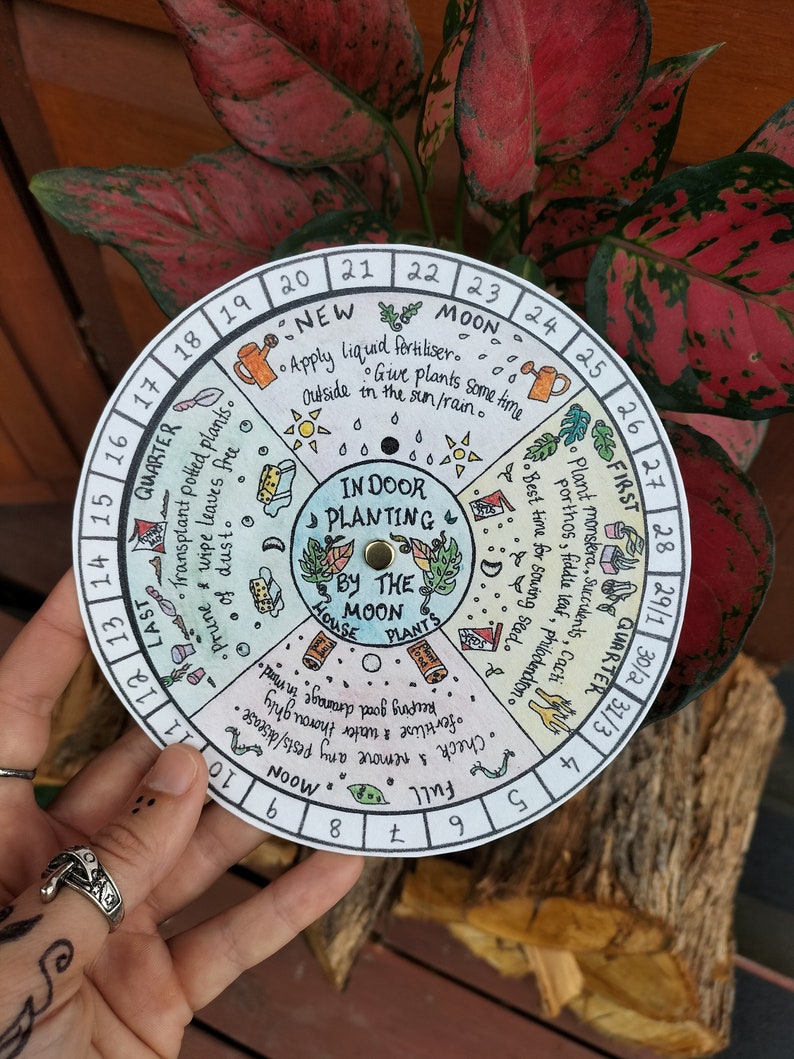 INDOOR
PLANTING
BY THE
MOON
HOUSE PLANTS
NEW MOON
Apply liquid fertiliser.
Give plants some time
outside in the sun/rain.
FIRST QUARTER
Plant monstera, succulents, cacti
porthos, fiddle leaf, philodendron.
Best time for sowing seed.
FULL MOON
Check & remove any pests/disease
fertilise & water thoroughly
keeping good drainage in mind.
Plant food
LAST QUARTER
Transplant potted plants.
Prune & wipe leaves free
of dust.
20
21
22
23
24
25
26
27
28
29/1
30/2
31/3
4
5
6
7
8
9
10
11
12
13
14
15
16
17
18
19